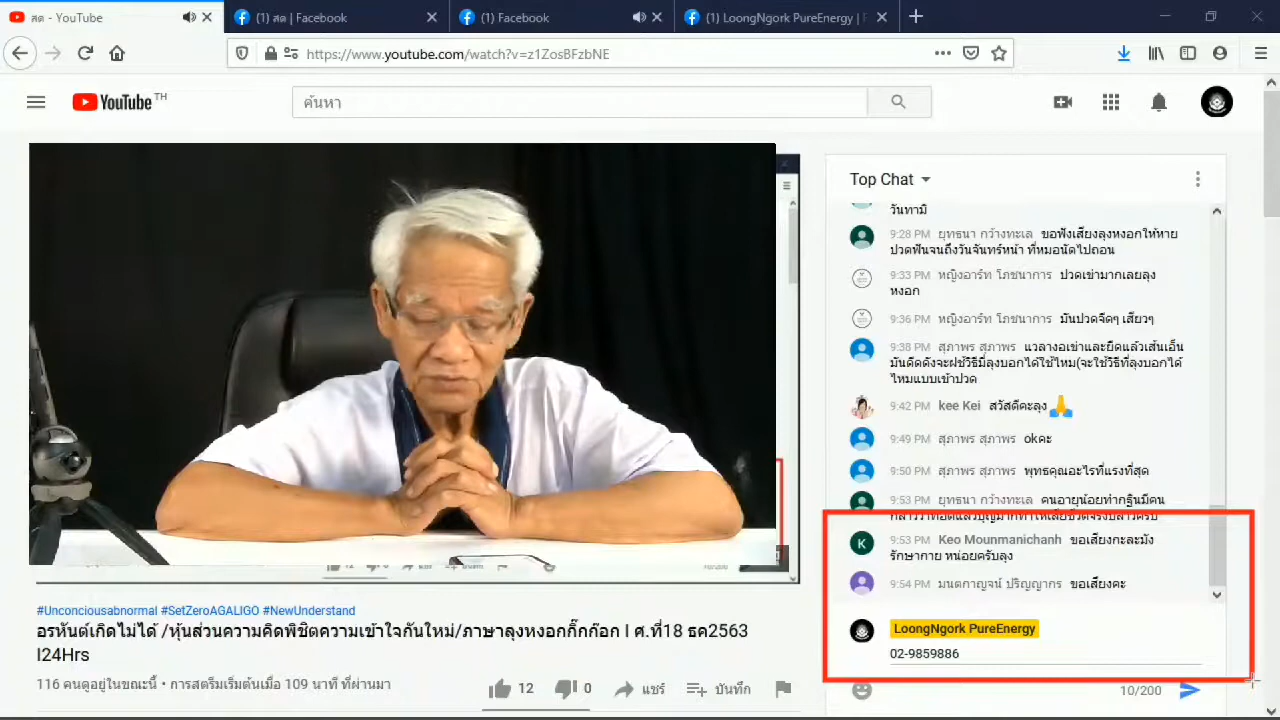 สด - YouTube
(1) สด | Facebook
(1) Facebook
(1) LoongNgork PureEnergy | F
https://www.youtube.com/watch?v=z1ZosBFzbNE
YouTube TH
ค้นหา
Top Chat
วันทามิ
9:28 PM ยุทธนา กว้างทะเล ขอฟังเสียงลุงหงอกให้หาย
ปวดฟันจนถึงวันจันทร์หน้า ที่หมอนัดไปถอน
9:33 PM หญิงอาร์ท โภชนาการ ปวดเข่ามากเลยลุง
หงอก
9:36 PM หญิงอาร์ท โภชนาการ มันปวดจี๊ดๆ เสียวๆ
9:38 PM สุภาพร สุภาพร แวลางอเข่าและยืดแล้วเส้นเอ็น
มันดีดดังจะฝช้วิธีมี่ลุงบอกได้ใช้ไหม(จะใช้วิธีที่ลุงบอกได้
ไหมแบบเข้าปวด
9:42 PM kee Kei สวัสดีคะลุง 🙏
9:49 PM สุภาพร สุภาพร okคะ
9:50 PM สุภาพร สุภาพร พุทธคุณอะไรที่แรงที่สุด
9:53 PM ยุทธนา กว้างทะเล คนอายุน้อยทำกฐินมีคน
K
9:53 PM Keo Mounmanichanh ขอเสียงกะละมัง
รักษากาย หน่อยครับลุง
9:54 PM มนตกาญจน์ ปริญญากร ขอเสียงคะ
LoongNgork PureEnergy
02-9859886
10/200
#Unconciousabnormal #SetZeroAGALIGO #NewUnderstand
อรหันต์เกิดไม่ได้ /หุ้นส่วนความคิดพิชิตความเข้าใจกันใหม่/ภาษาลุงหงอกกิ๊กก๊อก I ศ.ที่18 ธค2563
I24Hrs
116 คนดูอยู่ในขณะนี้ • การสตรีมเริ่มต้นเมื่อ 109 นาที ที่ผ่านมา
12
0
แชร์
บันทึก